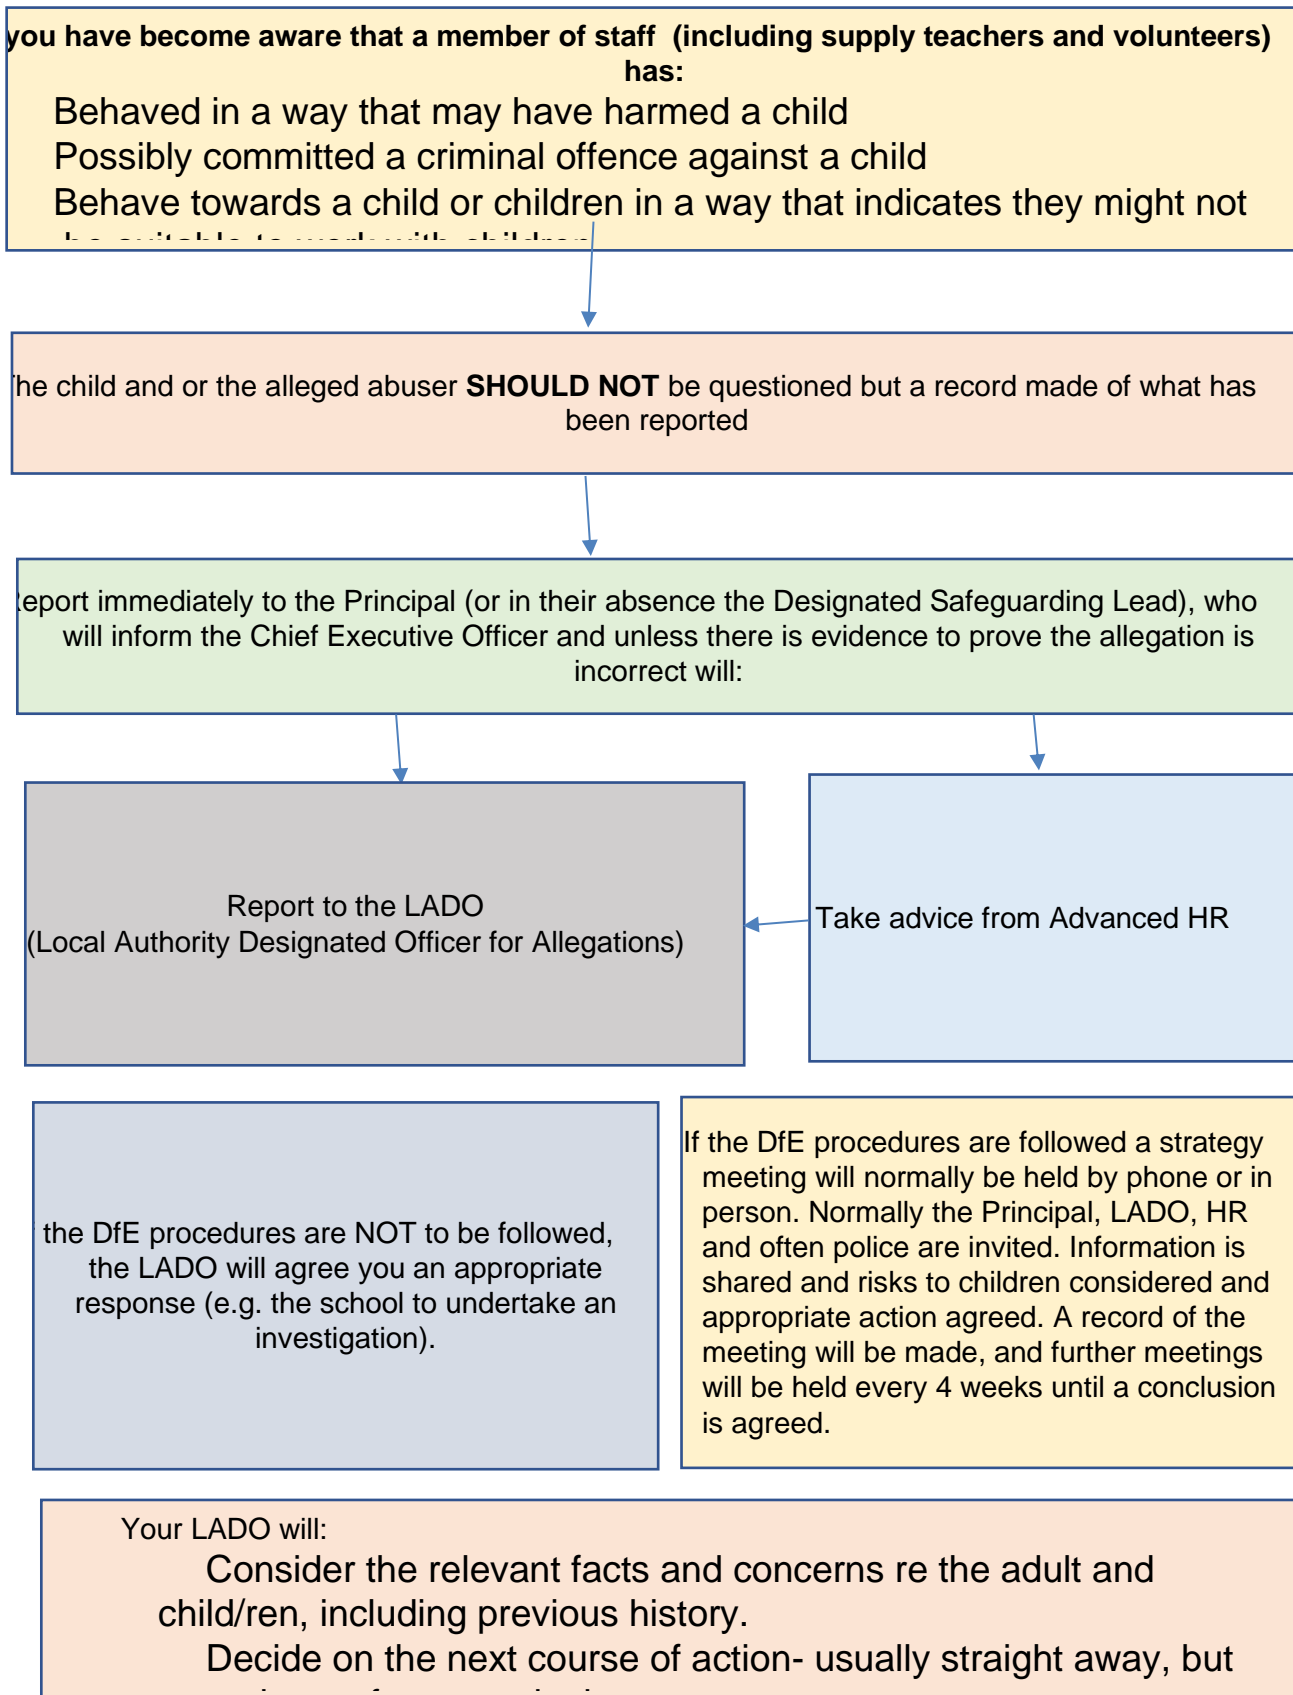 you have become aware that a member of staff (including supply teachers and volunteers)
has:
Behaved in a way that may have harmed a child
Possibly committed a criminal offence against a child
Behave towards a child or children in a way that indicates they might not
be suitable to work with children
he child and or the alleged abuser SHOULD NOT be questioned but a record made of what has
been reported
eport immediately to the Principal (or in their absence the Designated Safeguarding Lead), who
will inform the Chief Executive Officer and unless there is evidence to prove the allegation is
incorrect will:
Report to the LADO
(Local Authority Designated Officer for Allegations)
Take advice from Advanced HR
the DfE procedures are NOT to be followed,
the LADO will agree you an appropriate
response (e.g. the school to undertake an
investigation).
If the DfE procedures are followed a strategy
meeting will normally be held by phone or in
person. Normally the Principal, LADO, HR
and often police are invited. Information is
shared and risks to children considered and
appropriate action agreed. A record of the
meeting will be made, and further meetings
will be held every 4 weeks until a conclusion
is agreed.
Your LADO will:
Consider the relevant facts and concerns re the adult and
child/ren, including previous history.
Decide on the next course of action- usually straight away, but